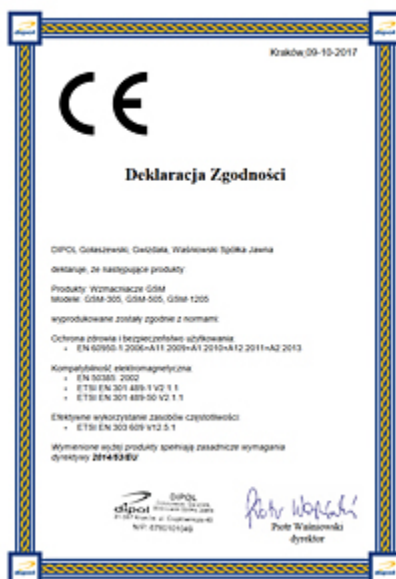 Kraków,09-10-2017
CE
Deklaracja Zgodności
DIPOL Gołaszewski, Gwizdała, Waśniowski Spółka Jawna
deklaruje, że następujące produkty:
Produkty: Wzmacniacze GSM
Modele: GSM-305, GSM-505, GSM-1205
wyprodukowane zostały zgodnie z normami:
Ochrona zdrowia i bezpieczeństwo użytkowania:
• EN 60950-1:2006+A11:2009+A1:2010+A12:2011+A2:2013
Kompatybilność elektromagnetyczna:
• EN 50385: 2002
• ETSI EN 301 489-1 V2.1.1
• ETSI EN 301 489-50 V2.1.1
Efektywne wykorzystanie zasobów częstotliwości:
• ETSI EN 303 609 V12.5.1
Wymienione wyżej produkty spełniają zasadnicze wymagania
dyrektywy 2014/53/EU
dipol
DIPOL
Piotr Waśniowski
dyrektor